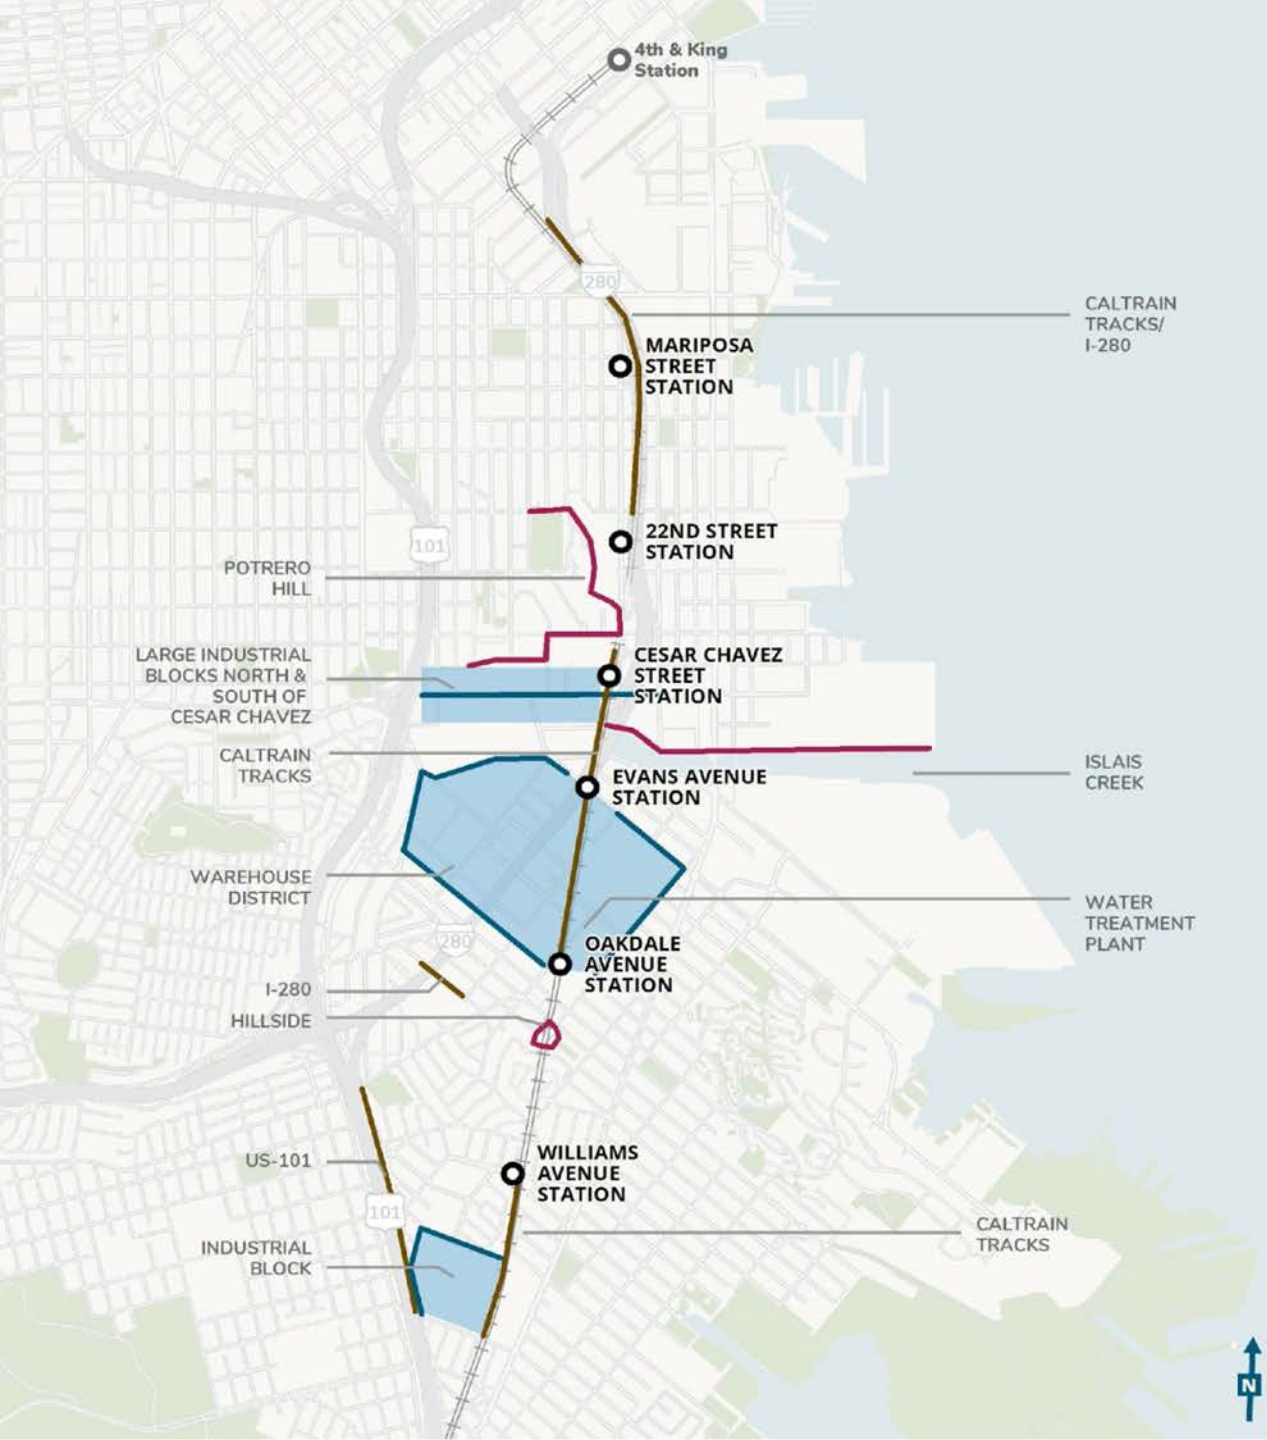 4th & King
Station
280
CALTRAIN
TRACKS/
I-280
MARIPOSA
STREET
STATION
22ND STREET
STATION
101
POTRERO
HILL
LARGE INDUSTRIAL
BLOCKS NORTH &
SOUTH OF
CESAR CHAVEZ
CESAR CHAVEZ
STREET
STATION
CALTRAIN
TRACKS
EVANS AVENUE
STATION
ISLAIS
CREEK
WAREHOUSE
DISTRICT
WATER
TREATMENT
PLANT
280
OAKDALE
AVENUE
STATION
I-280
HILLSIDE
US-101
WILLIAMS
AVENUE
STATION
101
CALTRAIN
TRACKS
INDUSTRIAL
BLOCK
N